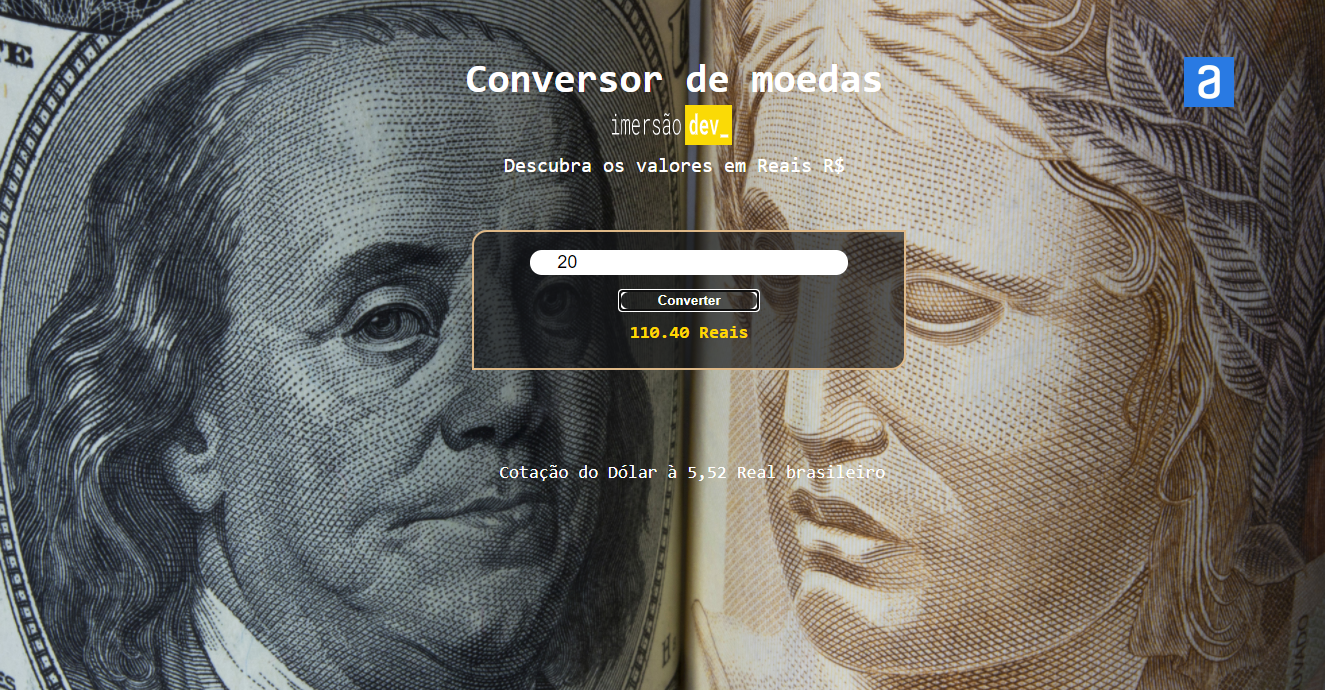 TE
Conversor de moedas
a
imersão dev_
Descubra os valores em Reais R$
20
Converter
110.40 Reais
Cotação do Dólar à 5,52 Real brasileiro